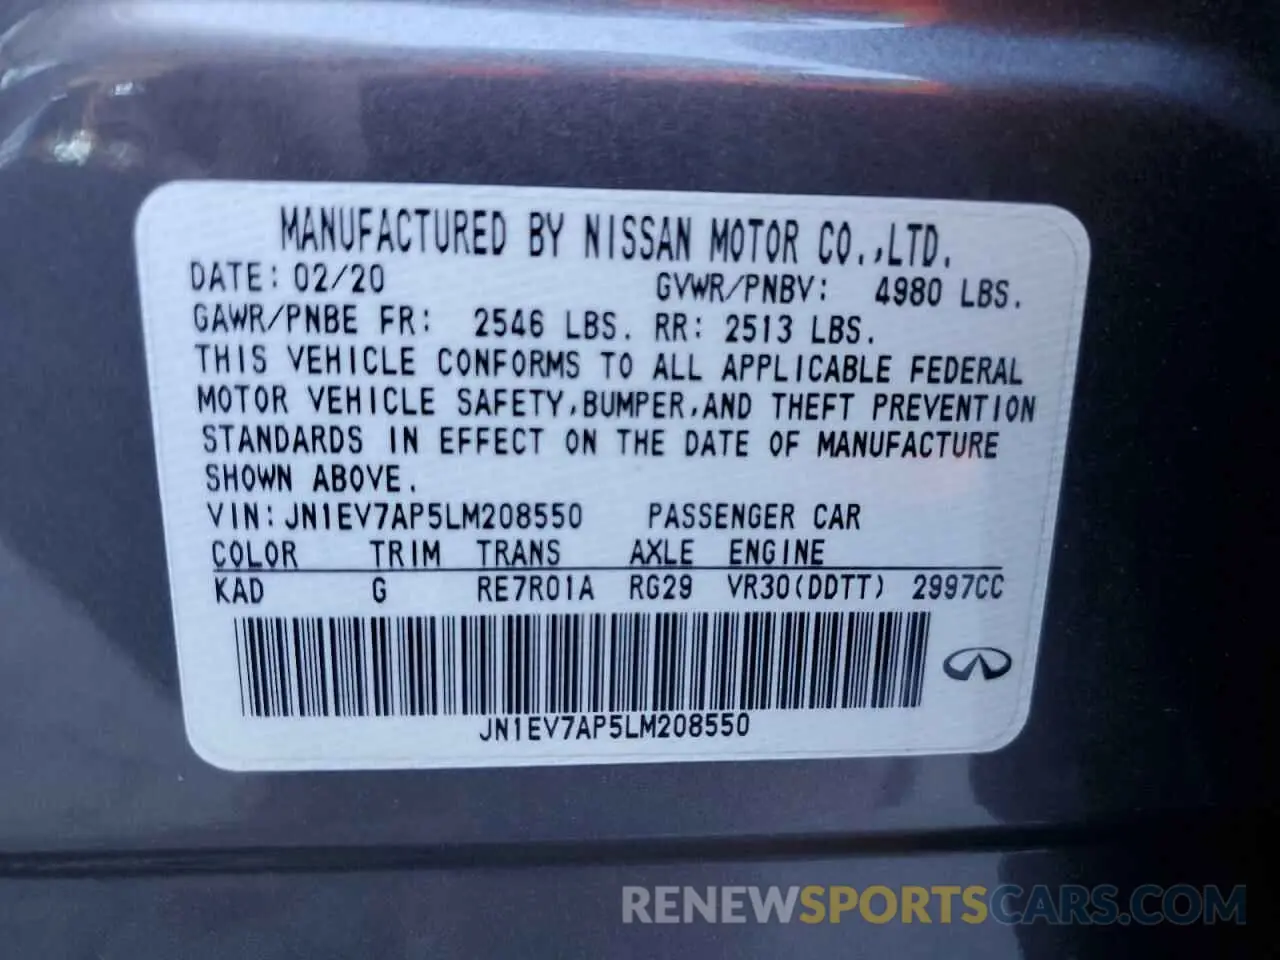 MANUFACTURED BY NISSAN MOTOR CO.,LTD.
DATE: 02/20 GVWR/PNBV: 4980 LBS.
GAWR/PNBE FR: 2546 LBS. RR: 2513 LBS.
THIS VEHICLE CONFORMS TO ALL APPLICABLE FEDERAL
MOTOR VEHICLE SAFETY,BUMPER,AND THEFT PREVENTION
STANDARDS IN EFFECT ON THE DATE OF MANUFACTURE
SHOWN ABOVE.
VIN: JN1EV7AP5LM208550 PASSENGER CAR
COLOR TRIM TRANS AXLE ENGINE
KAD G RE7R01A RG29 VR30(DDTT) 2997CC
JN1EV7AP5LM208550
RENEWSPORTSCARS.COM